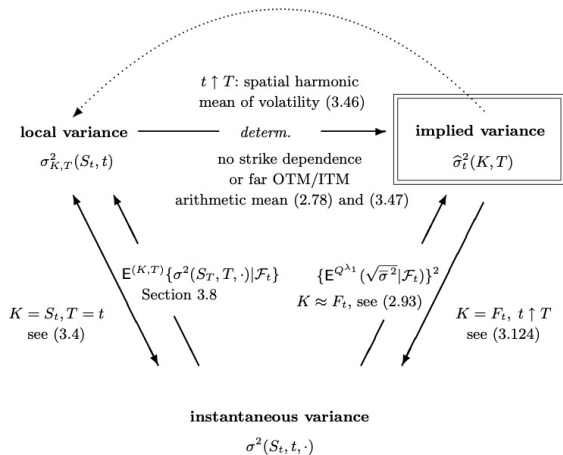 t ↑ T: spatial harmonic
mean of volatility (3.46)
local variance
determ.
implied variance
σ²_{K,T}(S_t, t)
σ̂²_t(K, T)
no strike dependence
or far OTM/ITM
arithmetic mean (2.78) and (3.47)
E^{(K,T)}{σ²(S_T, T, ·)|F_t}
Section 3.8
{E^{Q^{λ₁}}(√σ̄²|F_t)}²
K ≈ F_t, see (2.93)
K = S_t, T = t
see (3.4)
K = F_t, t ↑ T
see (3.124)
instantaneous variance
σ²(S_t, t, ·)